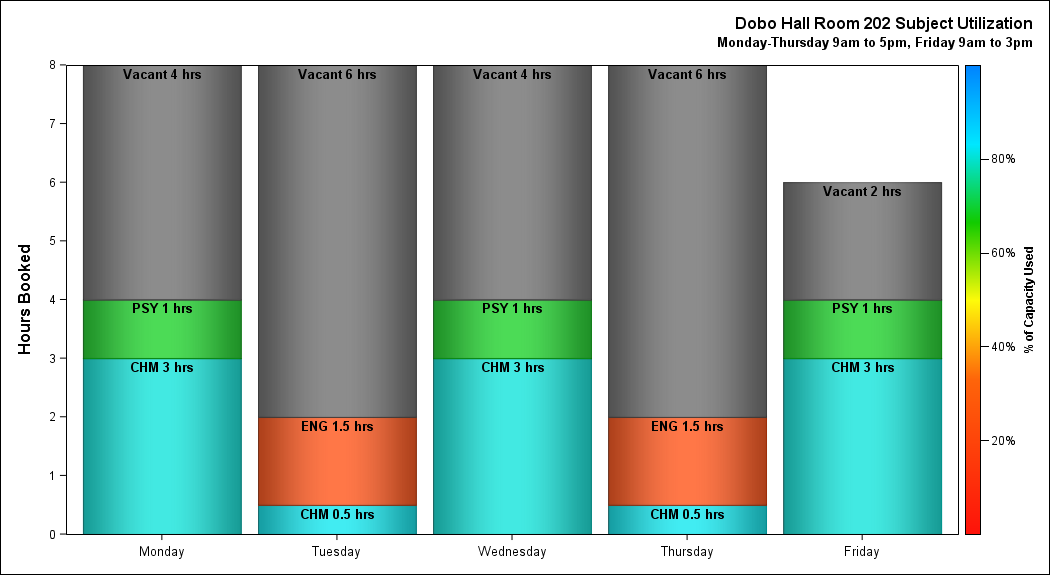 Dobo Hall Room 202 Subject Utilization
Monday-Thursday 9am to 5pm, Friday 9am to 3pm
Hours Booked
8
7
6
5
4
3
2
1
0
Vacant 4 hrs
PSY 1 hrs
CHM 3 hrs
Vacant 6 hrs
ENG 1.5 hrs
CHM 0.5 hrs
Vacant 4 hrs
PSY 1 hrs
CHM 3 hrs
Vacant 6 hrs
ENG 1.5 hrs
CHM 0.5 hrs
Vacant 2 hrs
PSY 1 hrs
CHM 3 hrs
Monday
Tuesday
Wednesday
Thursday
Friday
80%
60%
40%
20%
% of Capacity Used